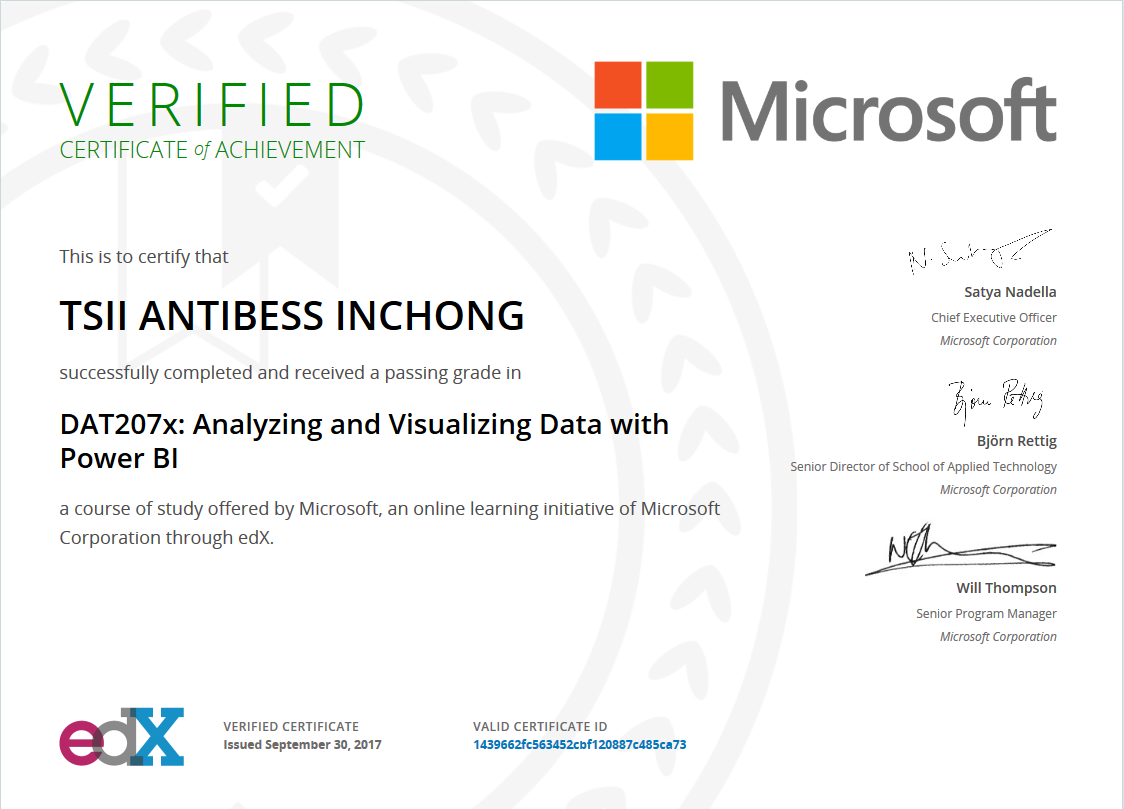 VERIFIED
CERTIFICATE of ACHIEVEMENT
Microsoft
This is to certify that
TSII ANTIBESS INCHONG
successfully completed and received a passing grade in
DAT207x: Analyzing and Visualizing Data with
Power BI
a course of study offered by Microsoft, an online learning initiative of Microsoft
Corporation through edX.
Satya Nadella
Chief Executive Officer
Microsoft Corporation
Björn Rettig
Björn Rettig
Senior Director of School of Applied Technology
Microsoft Corporation
Will Thompson
Senior Program Manager
Microsoft Corporation
edX
VERIFIED CERTIFICATE
Issued September 30, 2017
VALID CERTIFICATE ID
1439662fc563452cbf120887c485ca73